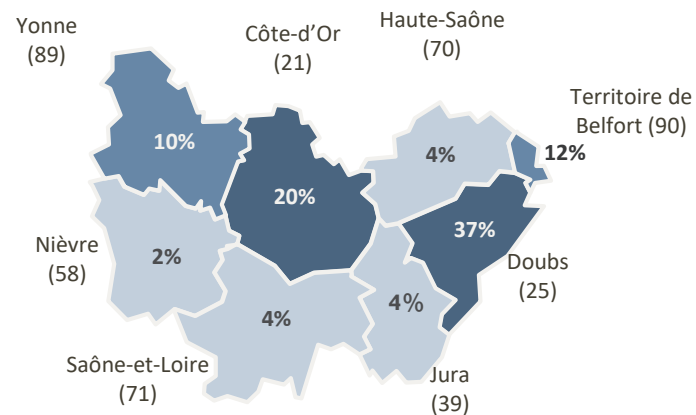 Yonne
(89)
Côte-d’Or
(21)
Haute-Saône
(70)
Territoire de
Belfort (90)
10%
4%
12%
20%
37%
Nièvre
(58)
2%
Doubs
(25)
4%
4%
Saône-et-Loire
(71)
Jura
(39)